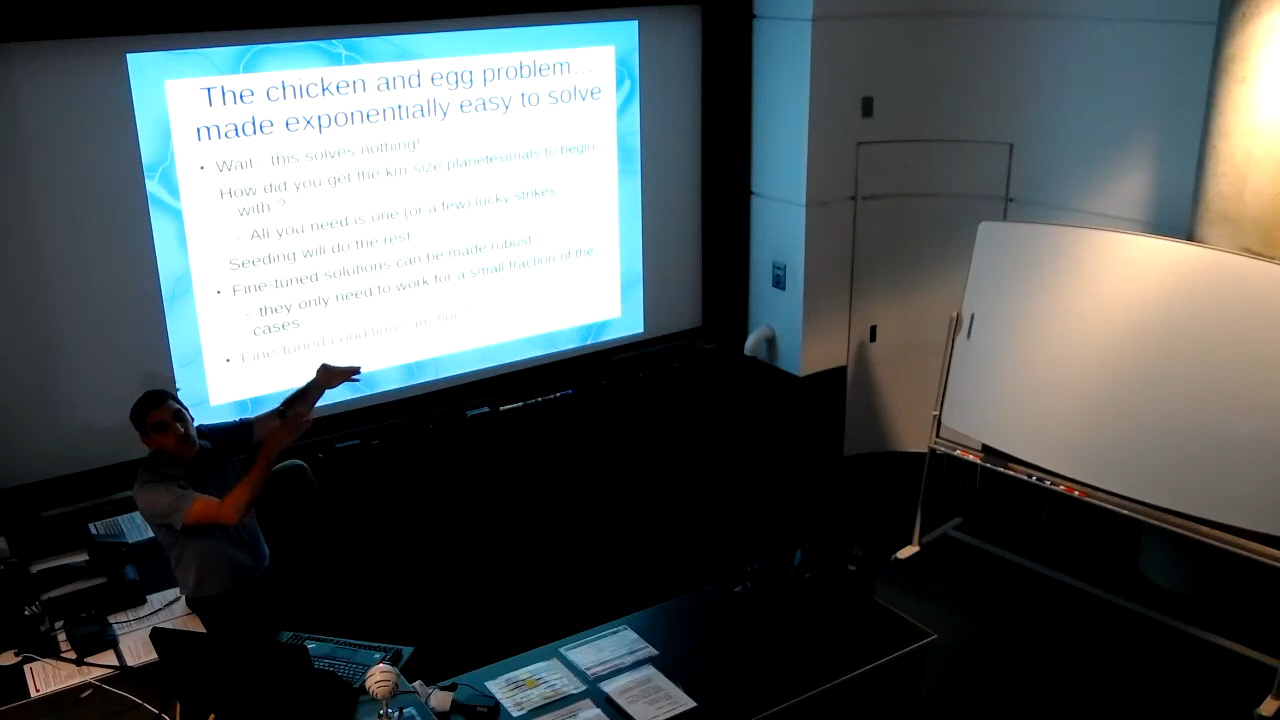 The chicken and egg problem...
made exponentially easy to solve
• Wait - this solves nothing!
How did you get the km-size planetesimals to begin
with ?
- All you need is one (or a few) lucky strikes
Seeding will do the rest
• Fine-tuned solutions can be made robust
- they only need to work for a small fraction of the
cases
• Fine-tuned conditions